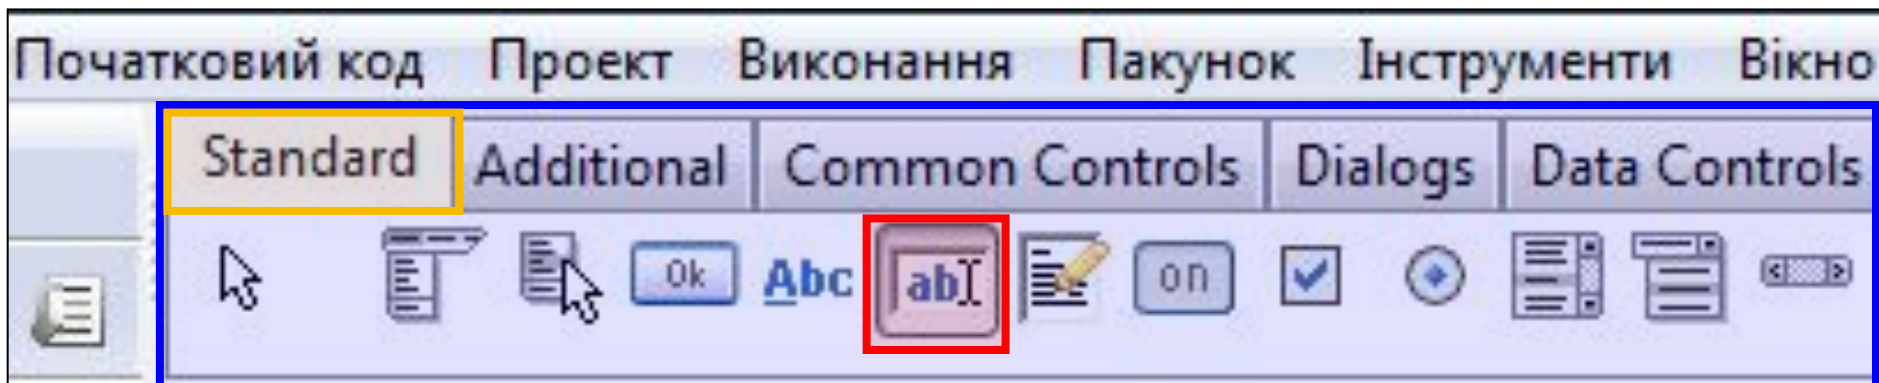 Початковий код Проект Виконання Пакунок Інструменти Вікно
Standard Additional Common Controls Dialogs Data Controls
Ok Abc abI on